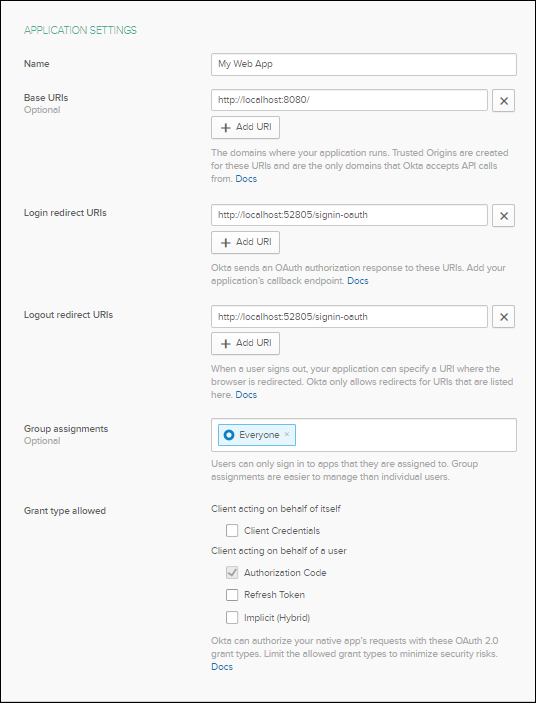 APPLICATION SETTINGS
Name
My Web App
Base URIs
Optional
http://localhost:8080/
+ Add URI
The domains where your application runs. Trusted Origins are created
for these URIs and are the only domains that Okta accepts API calls
from. Docs
Login redirect URIs
http://localhost:52805/signin-oauth
+ Add URI
Okta sends an OAuth authorization response to these URIs. Add your
application's callback endpoint. Docs
Logout redirect URIs
http://localhost:52805/signin-oauth
+ Add URI
When a user signs out, your application can specify a URI where the
browser is redirected. Okta only allows redirects for URIs that are listed
here. Docs
Group assignments
Optional
Everyone ×
Users can only sign in to apps that they are assigned to. Group
assignments are easier to manage than individual users.
Grant type allowed
Client acting on behalf of itself
Client Credentials
Client acting on behalf of a user
Authorization Code
Refresh Token
Implicit (Hybrid)
Okta can authorize your native app's requests with these OAuth 2.0
grant types. Limit the allowed grant types to minimize security risks.
Docs